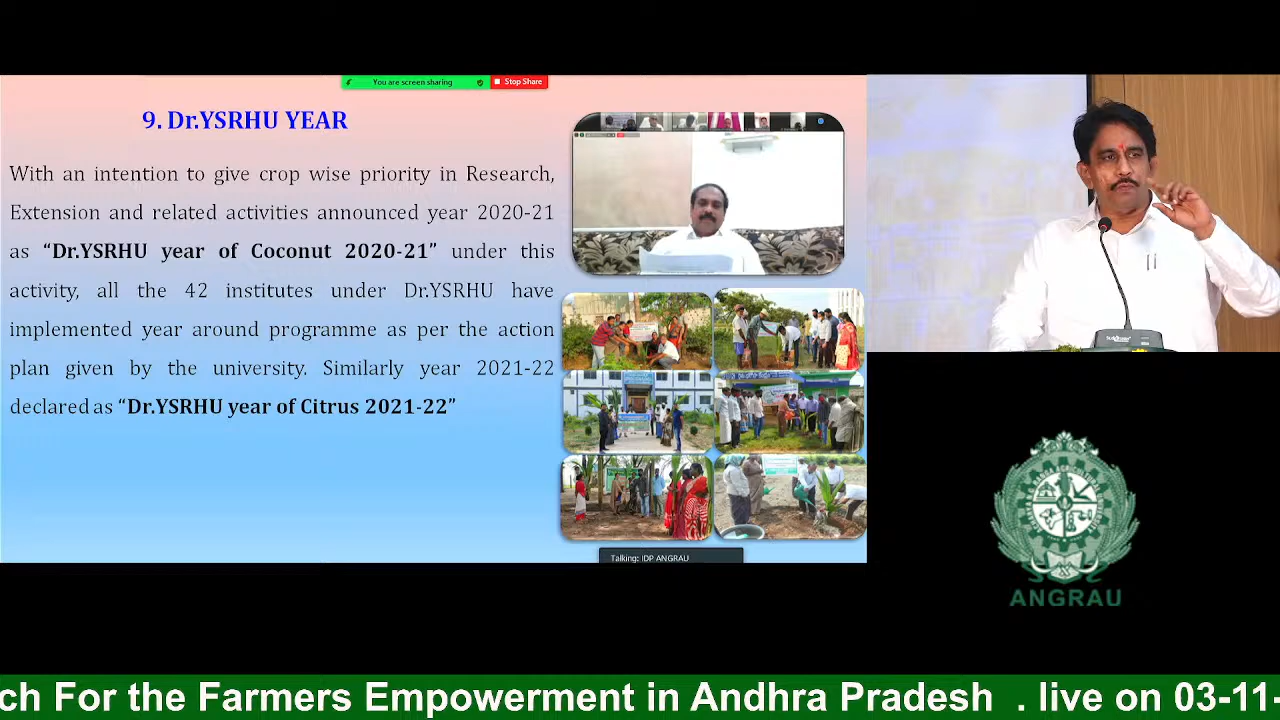 You are screen sharing
Stop Share
9. Dr.YSRHU YEAR
With an intention to give crop wise priority in Research,
Extension and related activities announced year 2020-21
as “Dr.YSRHU year of Coconut 2020-21” under this
activity, all the 42 institutes under Dr.YSRHU have
implemented year around programme as per the action
plan given by the university. Similarly year 2021-22
declared as “Dr.YSRHU year of Citrus 2021-22”
Talking: IDP ANGRAU
ANGRAU
ch For the Farmers Empowerment in Andhra Pradesh . live on 03-11-